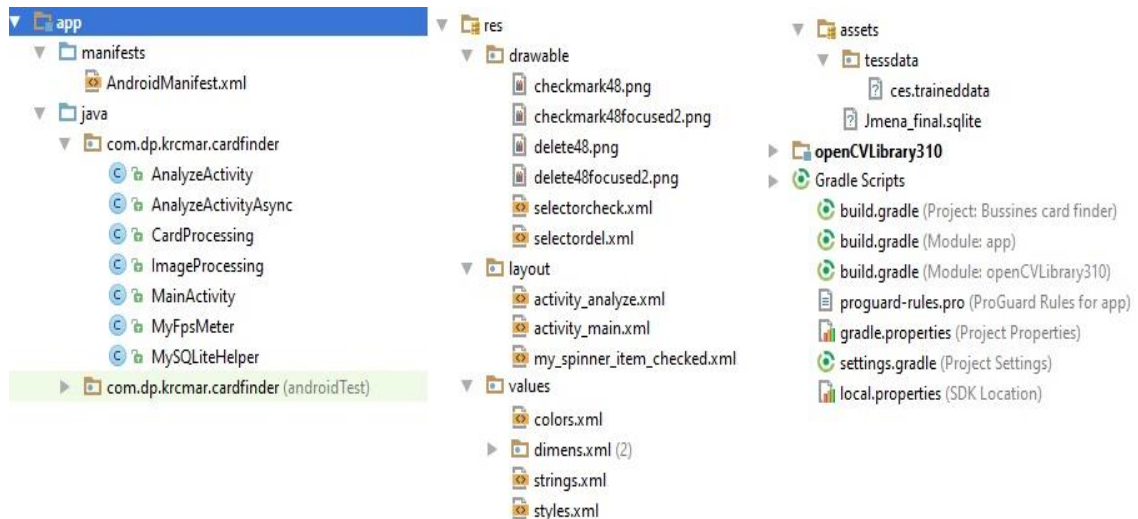 app
manifests
AndroidManifest.xml
java
com.dp.krcmar.cardfinder
AnalyzeActivity
AnalyzeActivityAsync
CardProcessing
ImageProcessing
MainActivity
MyFpsMeter
MySQLiteHelper
com.dp.krcmar.cardfinder (androidTest)
res
drawable
checkmark48.png
checkmark48focused2.png
delete48.png
delete48focused2.png
selectorcheck.xml
selectordel.xml
layout
activity_analyze.xml
activity_main.xml
my_spinner_item_checked.xml
values
colors.xml
dimens.xml (2)
strings.xml
styles.xml
assets
tessdata
ces.traineddata
Jmena_final.sqlite
openCVLibrary310
Gradle Scripts
build.gradle (Project: Bussines card finder)
build.gradle (Module: app)
build.gradle (Module: openCVLibrary310)
proguard-rules.pro (ProGuard Rules for app)
gradle.properties (Project Properties)
settings.gradle (Project Settings)
local.properties (SDK Location)